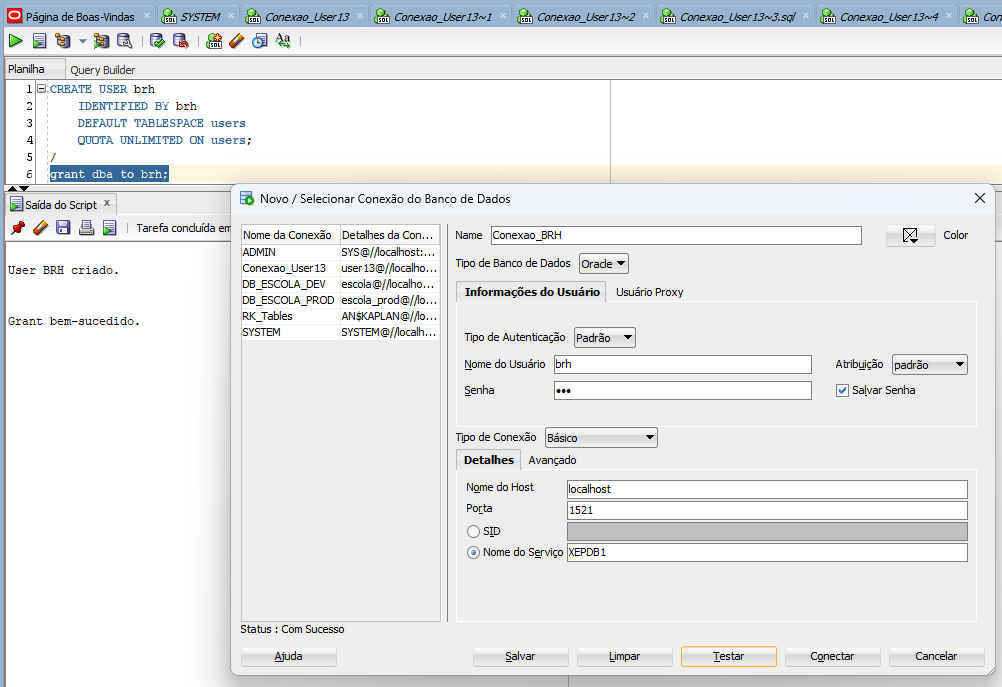 Página de Boas-Vindas SYSTEM Conexao_User13 Conexao_User13~1 Conexao_User13~2 Conexao_User13~3.sql Conexao_User13~4 Con
Planilha Query Builder
1 CREATE USER brh
2 IDENTIFIED BY brh
3 DEFAULT TABLESPACE users
4 QUOTA UNLIMITED ON users;
5 /
6 grant dba to brh;
Saída do Script x
Tarefa concluída em
User BRH criado.
Grant bem-sucedido.
Novo / Selecionar Conexão do Banco de Dados
Nome da Conexão Detalhes da Con...
ADMIN SYS@//localhost:...
Conexao_User13 user13@//localho...
DB_ESCOLA_DEV escola@//localho...
DB_ESCOLA_PROD escola_prod@//lo...
RK_Tables AN$KAPLAN@//lo...
SYSTEM SYSTEM@//localh...
Name Conexao_BRH Color
Tipo de Banco de Dados Oracle
Informações do Usuário Usuário Proxy
Tipo de Autenticação Padrão
Nome do Usuário brh Atribuição padrão
Senha ••• Salvar Senha
Tipo de Conexão Básico
Detalhes Avançado
Nome do Host localhost
Porta 1521
SID
Nome do Serviço XEPDB1
Status : Com Sucesso
Ajuda Salvar Limpar Testar Conectar Cancelar